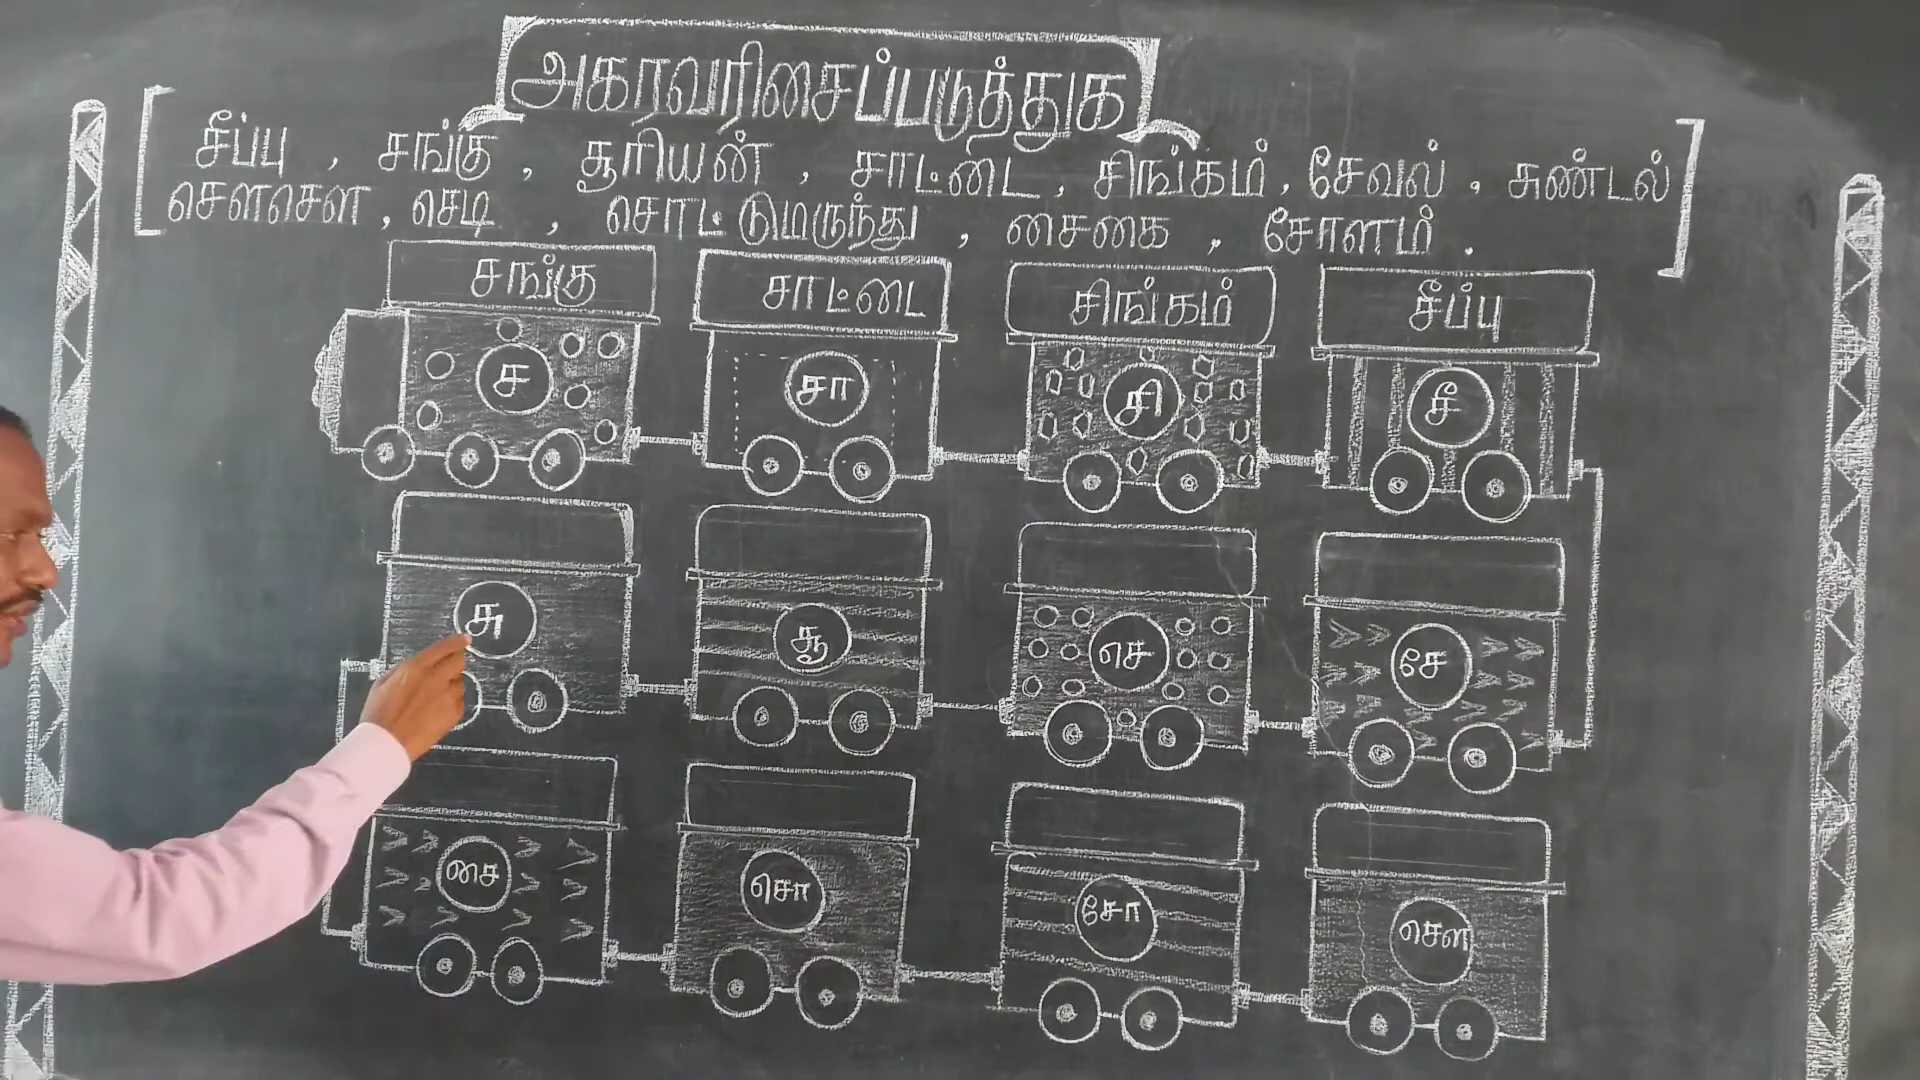 அகரவரிசைப்படுத்துக
சீப்பு , சங்கு , சூரியன் , சாட்டை , சிங்கம் , சேவல் , சுண்டல்
சௌசௌ , செடி , சொட்டுமருந்து , சைகை , சோளம் .
சங்கு சாட்டை சிங்கம் சீப்பு
ச சா சி சீ
சு சூ செ சே
சை சொ சோ சௌ